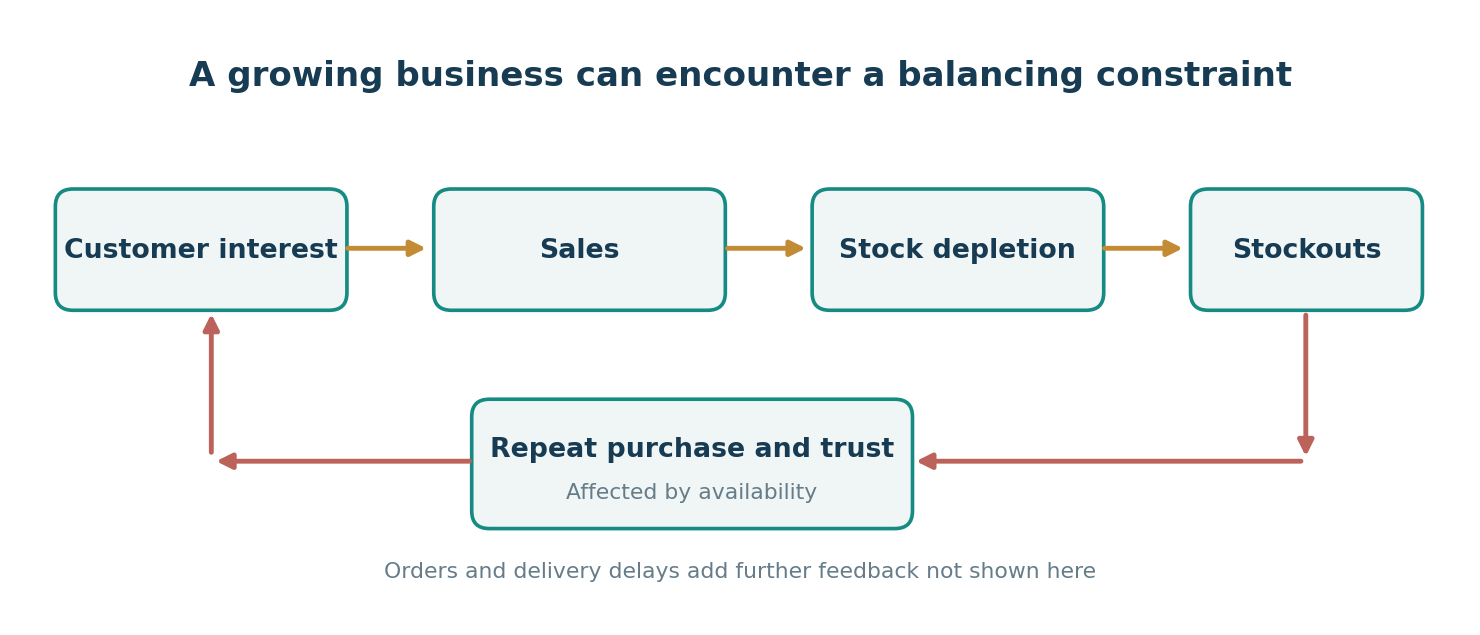 A growing business can encounter a balancing constraint
Customer interest
Sales
Stock depletion
Stockouts
Repeat purchase and trust
Affected by availability
Orders and delivery delays add further feedback not shown here